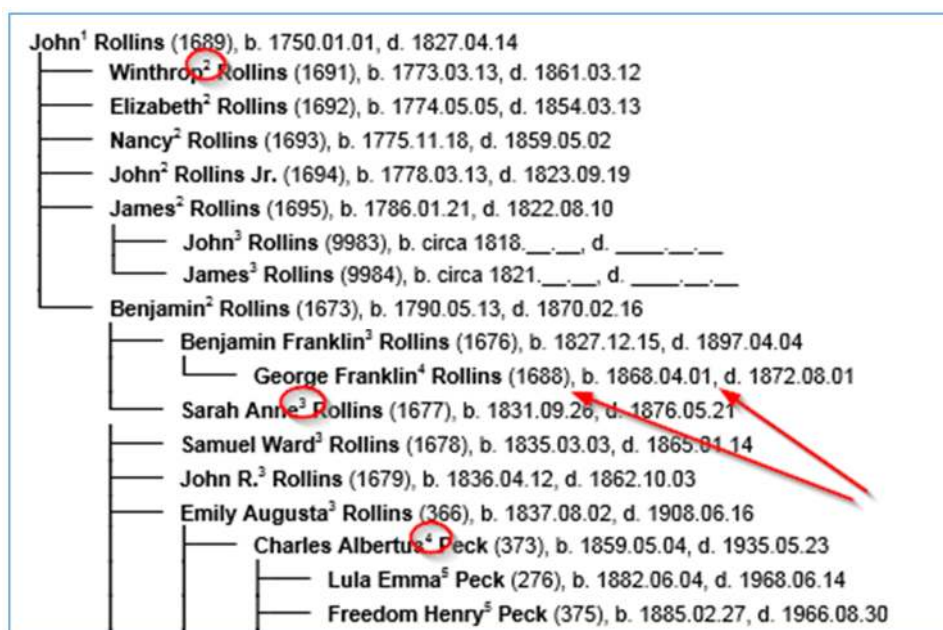 John¹ Rollins (1689), b. 1750.01.01, d. 1827.04.14
Winthrop² Rollins (1691), b. 1773.03.13, d. 1861.03.12
Elizabeth² Rollins (1692), b. 1774.05.05, d. 1854.03.13
Nancy² Rollins (1693), b. 1775.11.18, d. 1859.05.02
John² Rollins Jr. (1694), b. 1778.03.13, d. 1823.09.19
James² Rollins (1695), b. 1786.01.21, d. 1822.08.10
John³ Rollins (9983), b. circa 1818.__.__, d. ____.__.__
James³ Rollins (9984), b. circa 1821.__.__, d. ____.__.__
Benjamin² Rollins (1673), b. 1790.05.13, d. 1870.02.16
Benjamin Franklin³ Rollins (1676), b. 1827.12.15, d. 1897.04.04
George Franklin⁴ Rollins (1688), b. 1868.04.01, d. 1872.08.01
Sarah Anne³ Rollins (1677), b. 1831.09.26, d. 1876.05.21
Samuel Ward³ Rollins (1678), b. 1835.03.03, d. 1865.01.14
John R.³ Rollins (1679), b. 1836.04.12, d. 1862.10.03
Emily Augusta³ Rollins (366), b. 1837.08.02, d. 1908.06.16
Charles Albertus⁴ Peck (373), b. 1859.05.04, d. 1935.05.23
Lula Emma⁵ Peck (276), b. 1882.06.04, d. 1968.06.14
Freedom Henry⁵ Peck (375), b. 1885.02.27, d. 1966.08.30